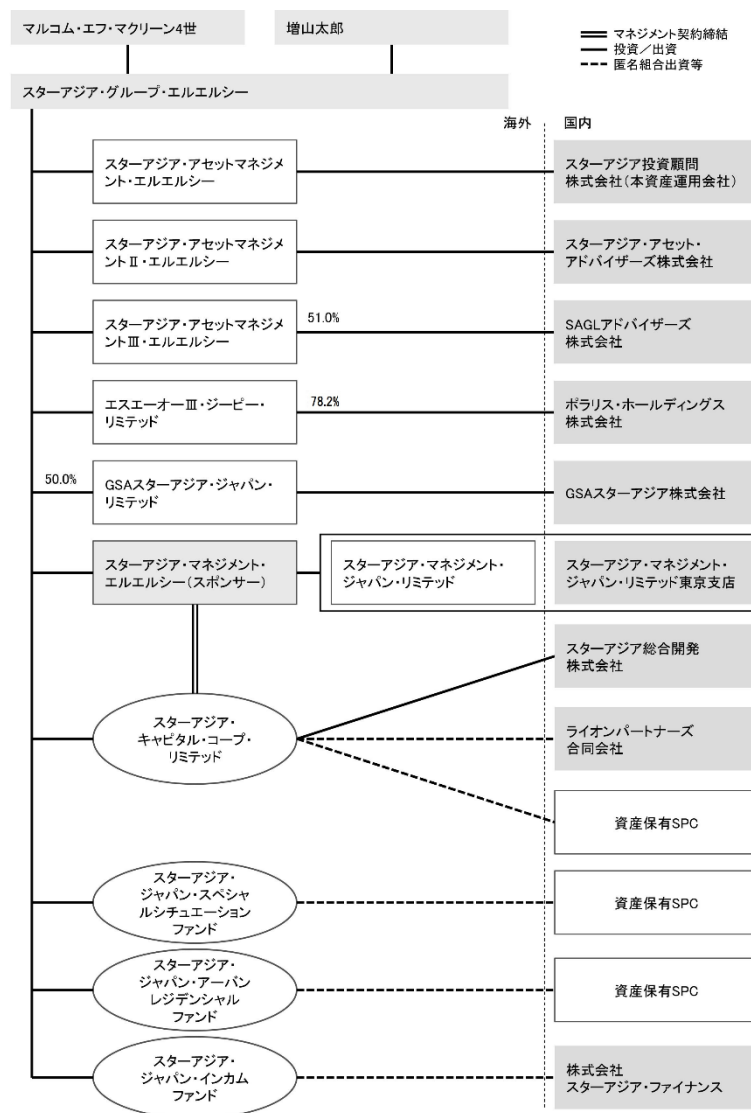 マルコム・エフ・マクリーン4世
増山太郎
マネジメント契約締結
投資／出資
匿名組合出資等
スターアジア・グループ・エルエルシー
海外
国内
スターアジア・アセットマネジメ
ント・エルエルシー
スターアジア投資顧問
株式会社(本資産運用会社)
スターアジア・アセットマネジメ
ントⅡ・エルエルシー
スターアジア・アセット・
アドバイザーズ株式会社
スターアジア・アセットマネジメ
ントⅢ・エルエルシー
51.0%
SAGLアドバイザーズ
株式会社
エスエーオーⅢ・ジーピー・
リミテッド
78.2%
ポラリス・ホールディングス
株式会社
50.0%
GSAスターアジア・ジャパン・
リミテッド
GSAスターアジア株式会社
スターアジア・マネジメント・
エルエルシー(スポンサー)
スターアジア・マネジメント・
ジャパン・リミテッド
スターアジア・マネジメント・
ジャパン・リミテッド東京支店
スターアジア総合開発
株式会社
スターアジア・
キャピタル・コープ・
リミテッド
ライオンパートナーズ
合同会社
資産保有SPC
スターアジア・
ジャパン・スペシャ
ルシチュエーション
ファンド
資産保有SPC
スターアジア・
ジャパン・アーバン
レジデンシャル
ファンド
資産保有SPC
スターアジア・
ジャパン・インカム
ファンド
株式会社
スターアジア・ファイナンス